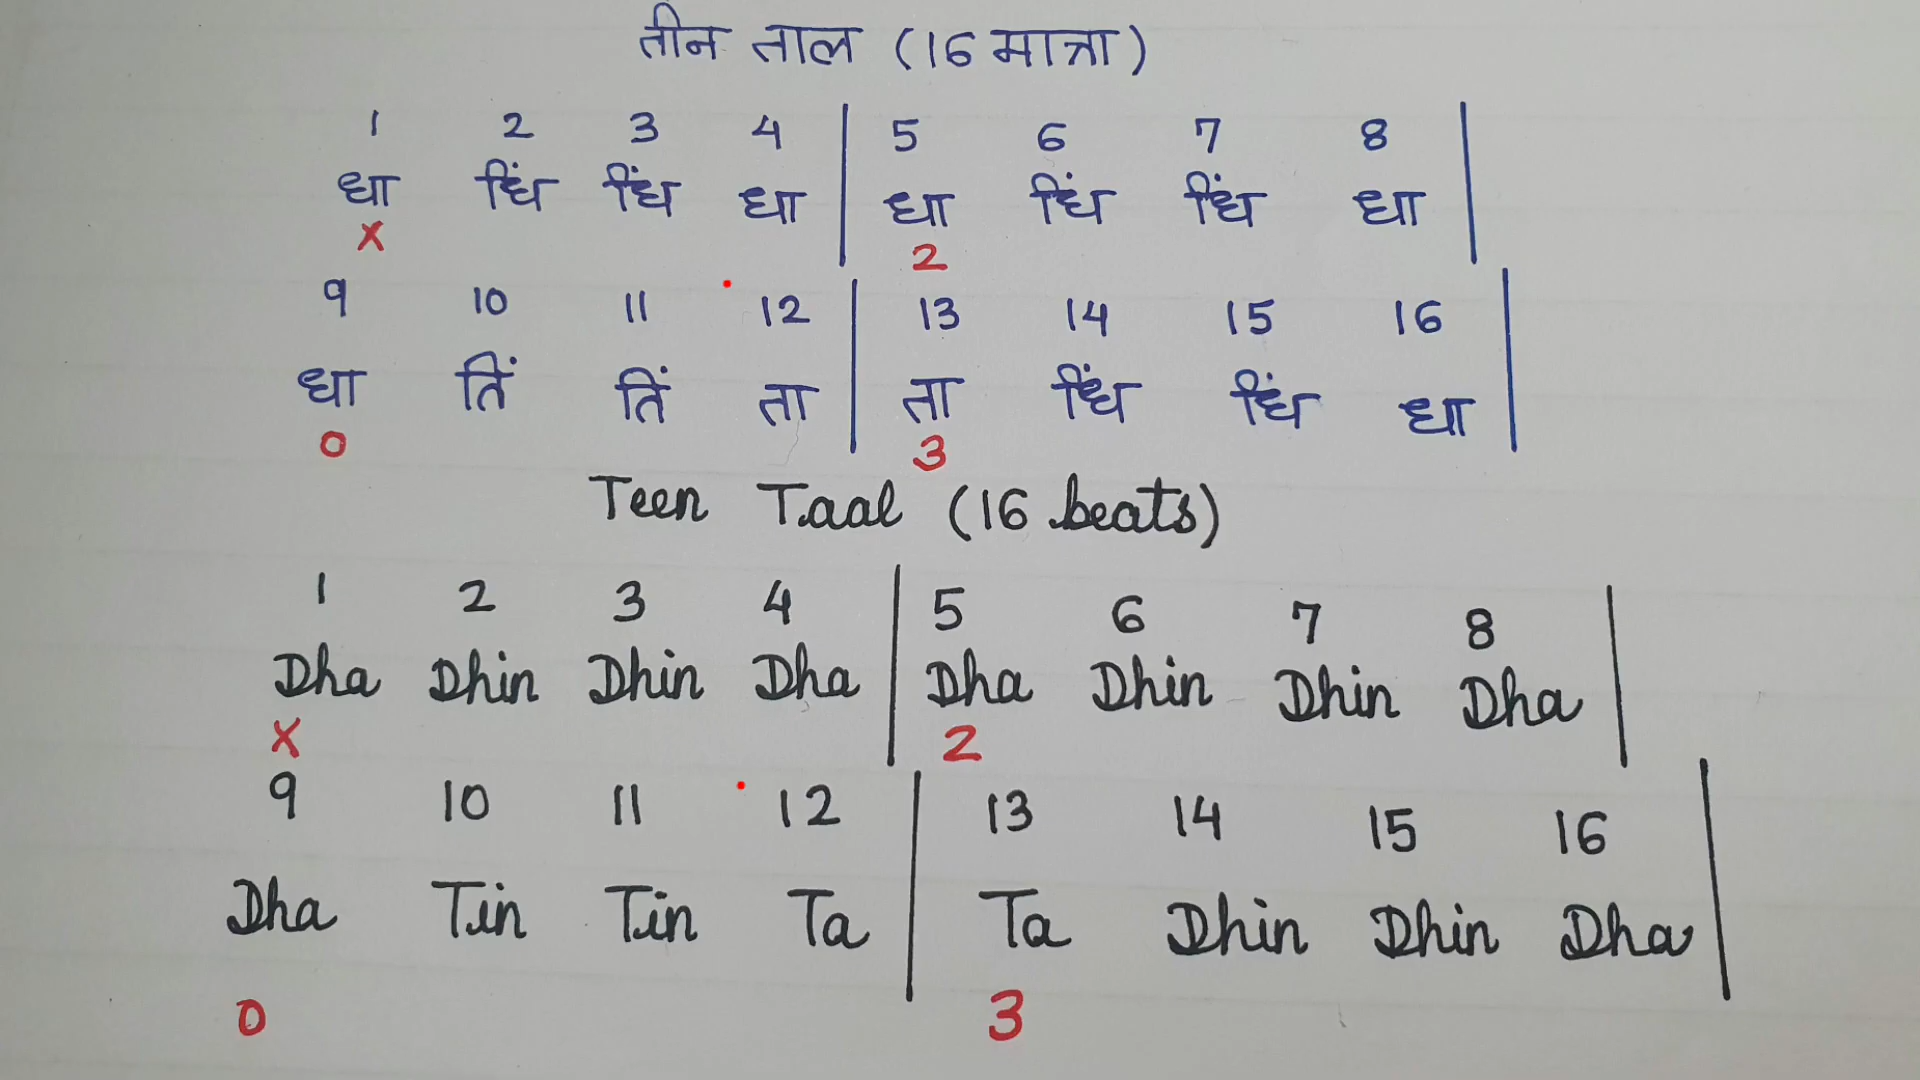 तीन ताल (16 मात्रा)
1 2 3 4 | 5 6 7 8 |
धा धिं धिं धा | धा धिं धिं धा |
X 2
9 10 11 12 | 13 14 15 16 |
धा तिं तिं ता | ता धिं धिं धा |
0 3
Teen Taal (16 beats)
1 2 3 4 | 5 6 7 8 |
Dha Dhin Dhin Dha | Dha Dhin Dhin Dha |
X 2
9 10 11 12 | 13 14 15 16 |
Dha Tin Tin Ta | Ta Dhin Dhin Dha |
0 3